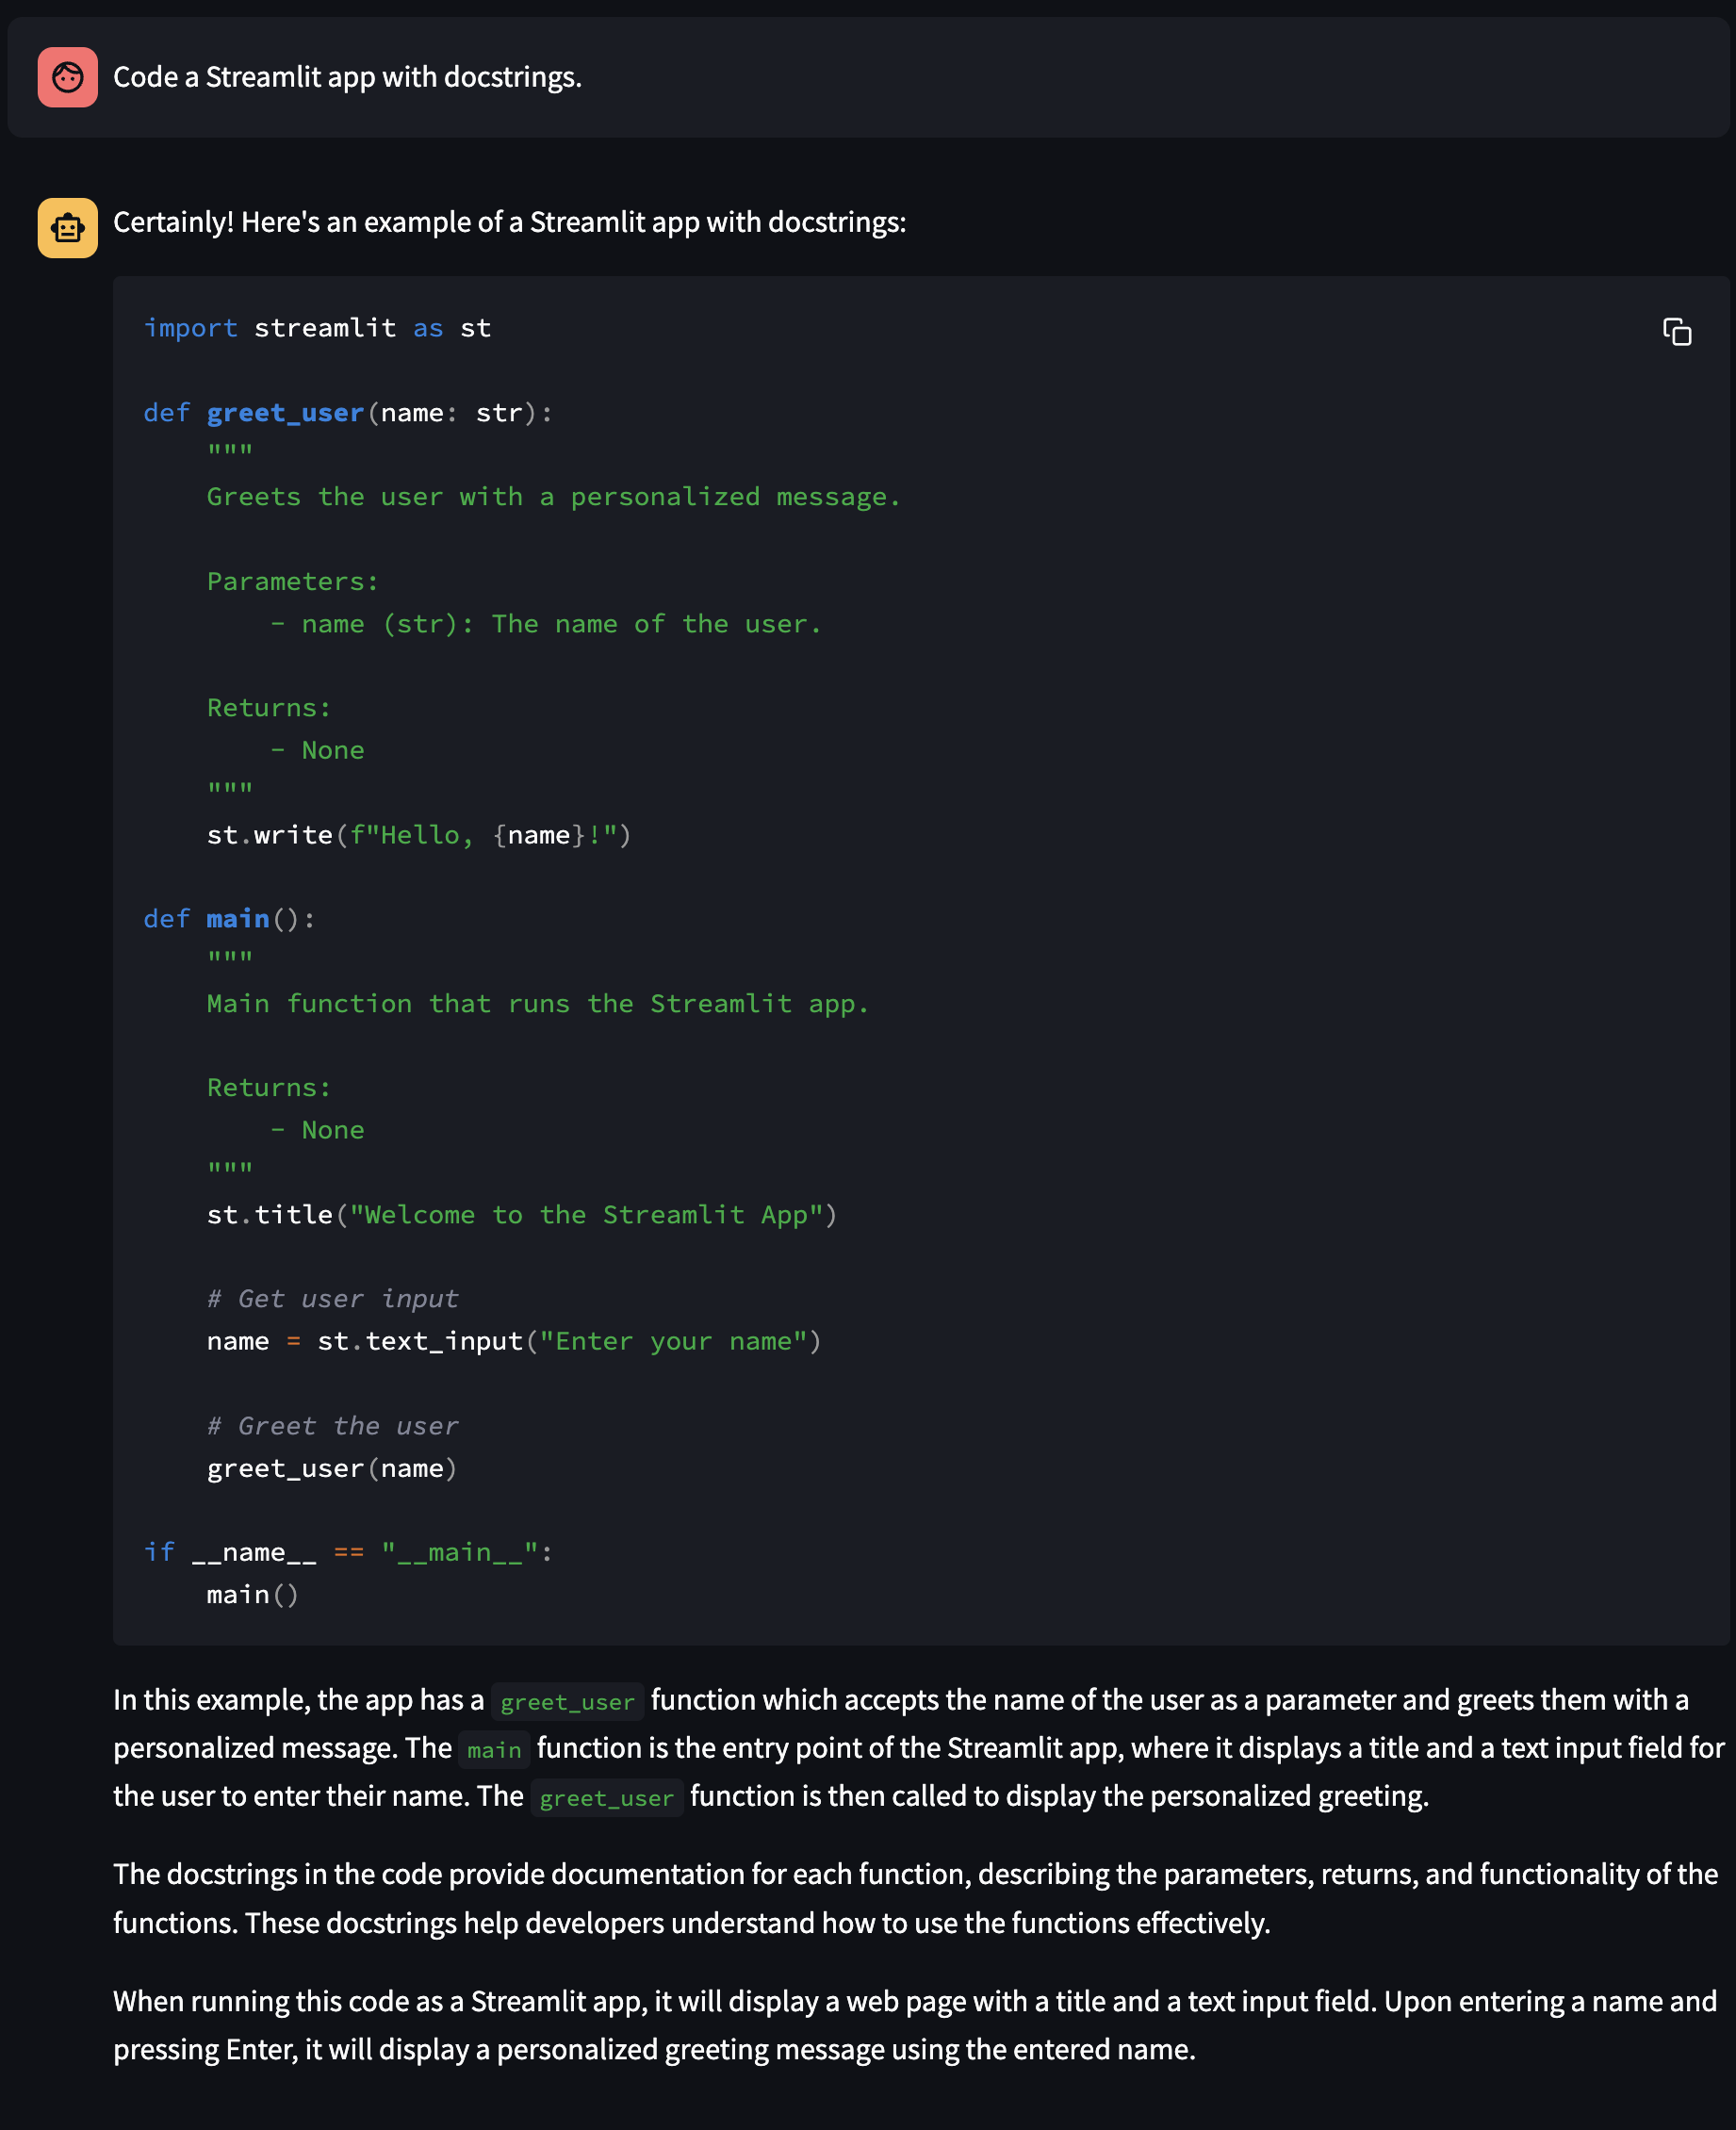 Code a Streamlit app with docstrings.
Certainly! Here's an example of a Streamlit app with docstrings:
import streamlit as st
def greet_user(name: str):
    """
    Greets the user with a personalized message.
    Parameters:
        - name (str): The name of the user.
    Returns:
        - None
    """
    st.write(f"Hello, {name}!")
def main():
    """
    Main function that runs the Streamlit app.
    Returns:
        - None
    """
    st.title("Welcome to the Streamlit App")
    # Get user input
    name = st.text_input("Enter your name")
    # Greet the user
    greet_user(name)
if __name__ == "__main__":
    main()
In this example, the app has a greet_user function which accepts the name of the user as a parameter and greets them with a
personalized message. The main function is the entry point of the Streamlit app, where it displays a title and a text input field for
the user to enter their name. The greet_user function is then called to display the personalized greeting.
The docstrings in the code provide documentation for each function, describing the parameters, returns, and functionality of the
functions. These docstrings help developers understand how to use the functions effectively.
When running this code as a Streamlit app, it will display a web page with a title and a text input field. Upon entering a name and
pressing Enter, it will display a personalized greeting message using the entered name.